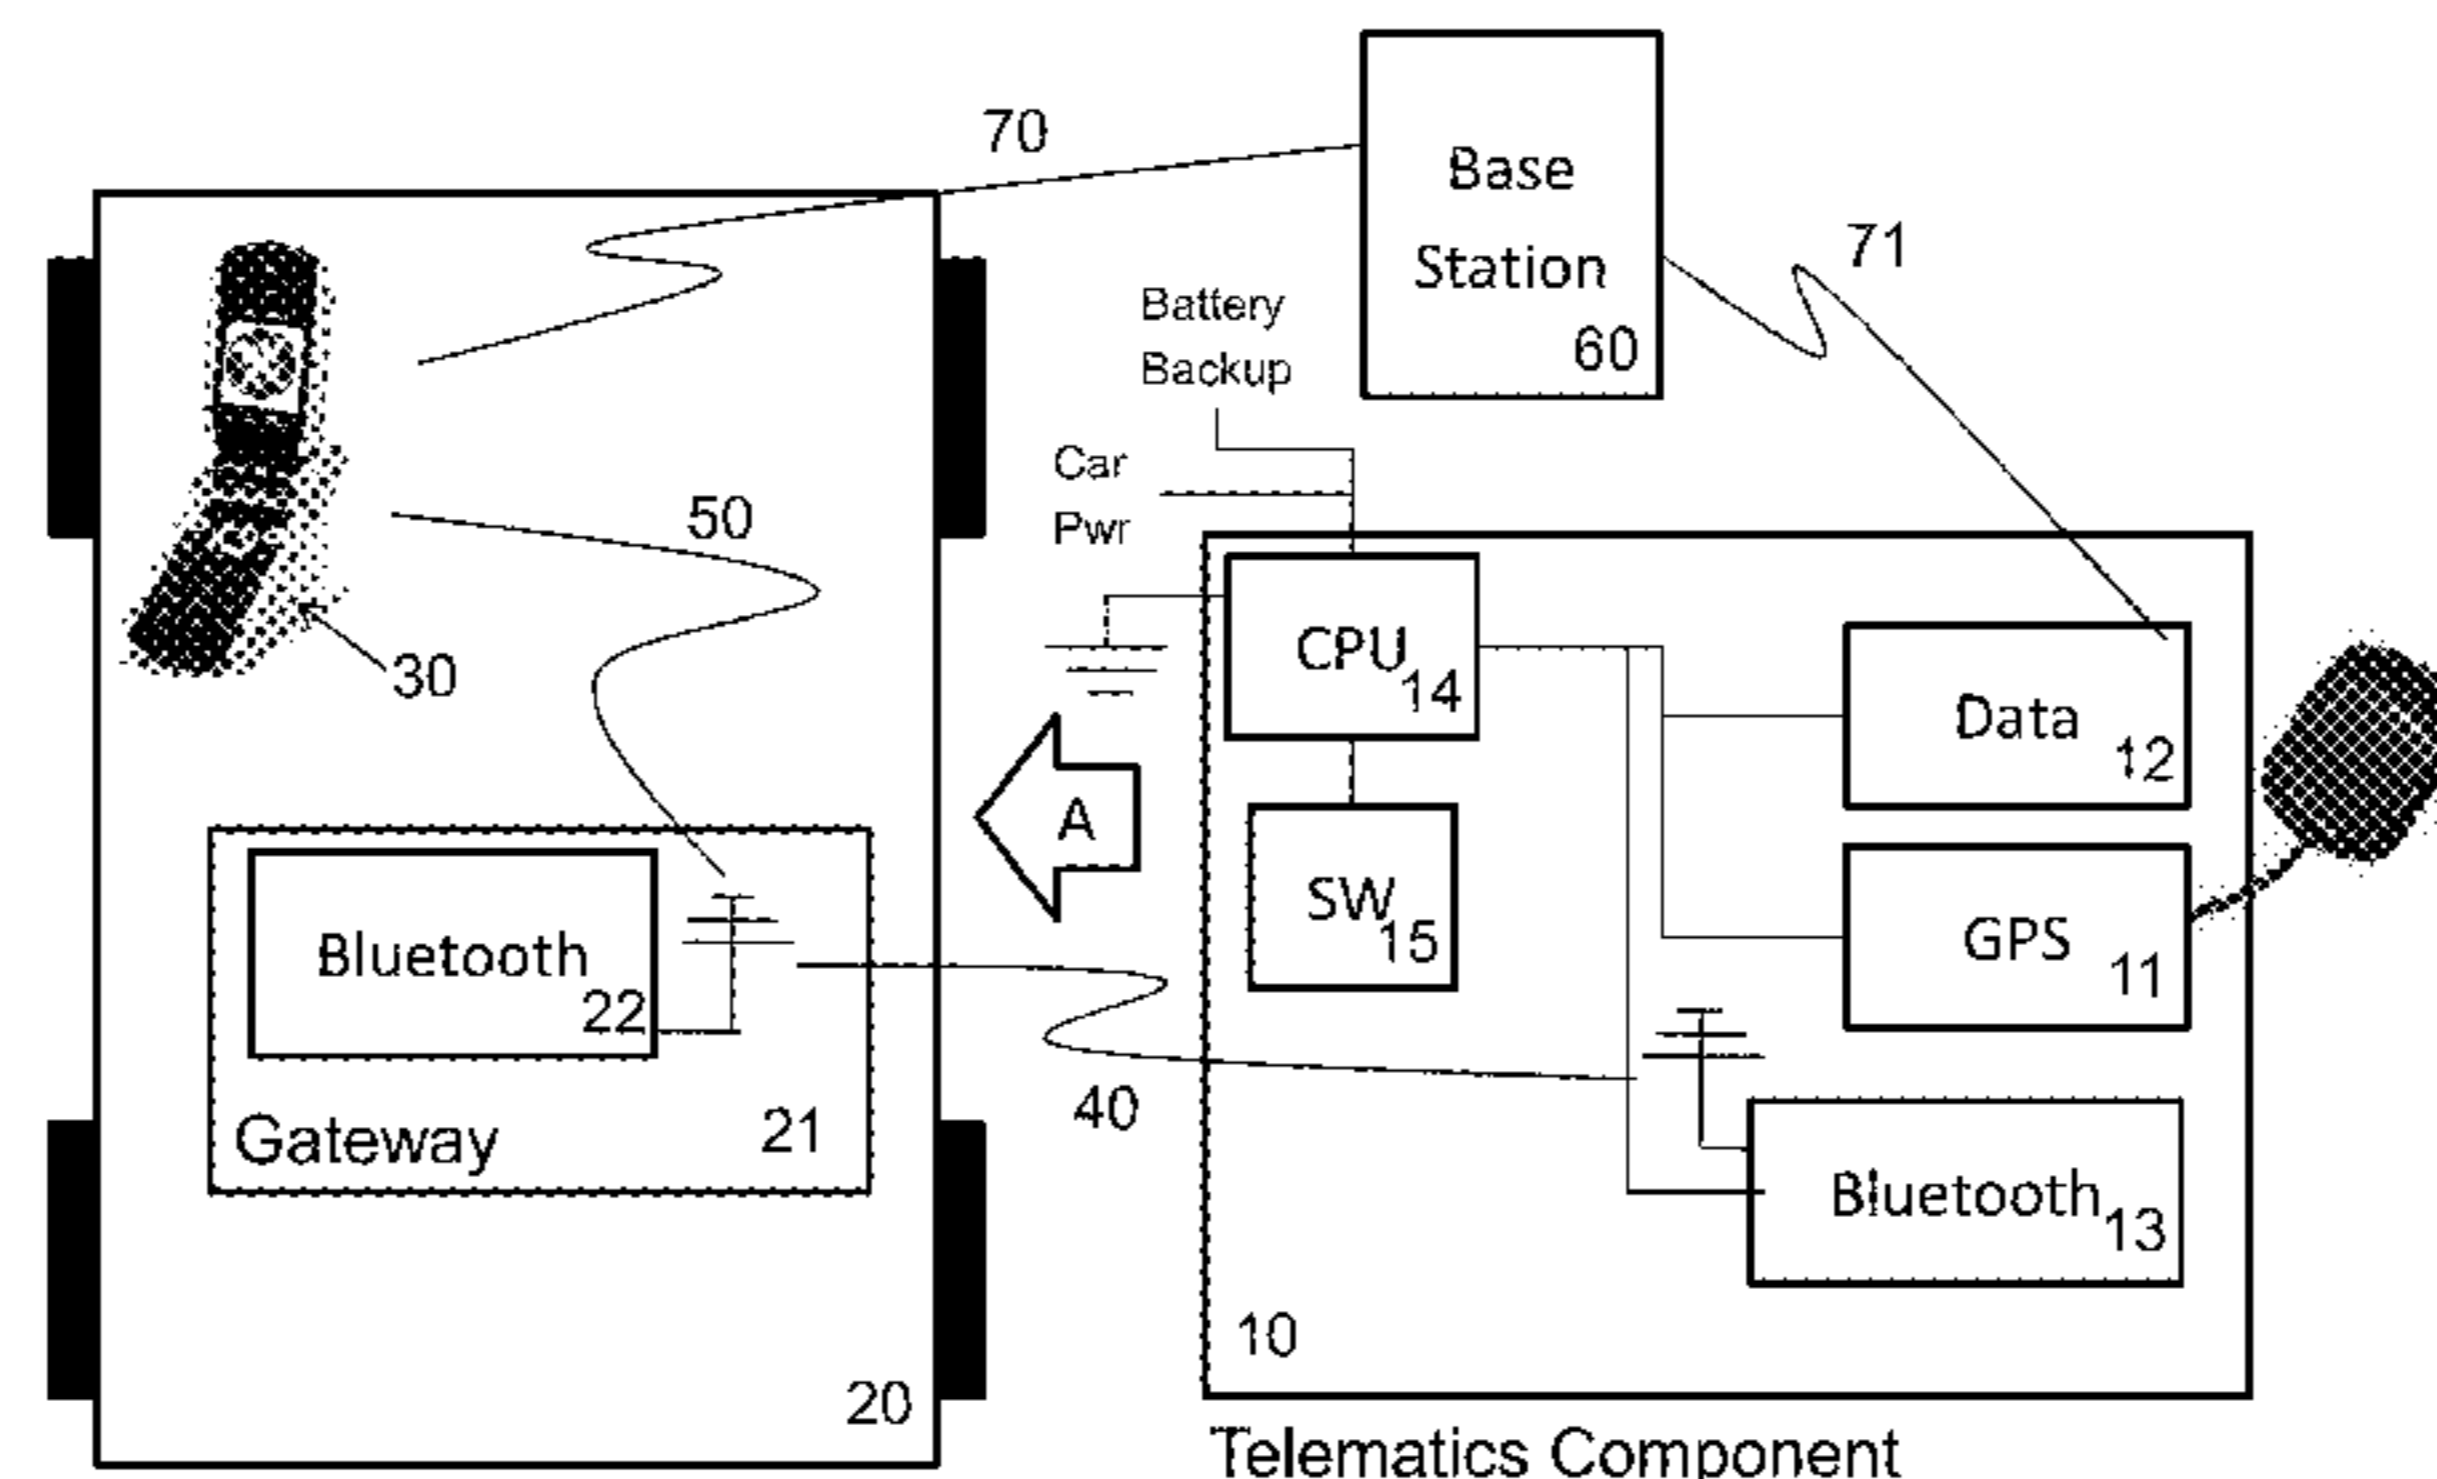 70
Base
Station
60
71
Battery
Backup
Car
Pwr
50
30
CPU
14
Data
12
A
SW
15
GPS
11
Bluetooth
22
Gateway
21
40
Bluetooth
13
10
20
Telematics Component